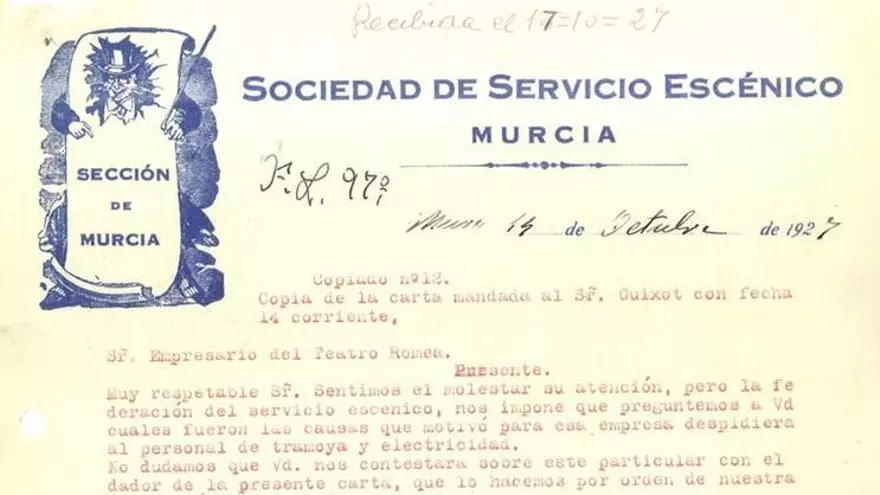 Recibida el 17=10=27
SOCIEDAD DE SERVICIO ESCÉNICO
MURCIA
SECCIÓN
DE
MURCIA
F. L. 97º
14 de Octubre de 1927
Copiado nº12.
Copia de la carta mandada al Sr̃. Guixot con fecha
14 corriente,
Sr̃. Empresario del Teatro Romea.
Presente.
Muy respetable Sr̃. Sentimos el molestar su atención, pero la fe
deración del servicio escenico, nos impone que preguntemos a Vd
cuales fueron las causas que motivó para esa empresa despidiera
al personal de tramoya y electricidad.
No dudamos que Vd. nos contestara sobre este particular con el
dador de la presente carta, que lo hacemos por orden de nuestra